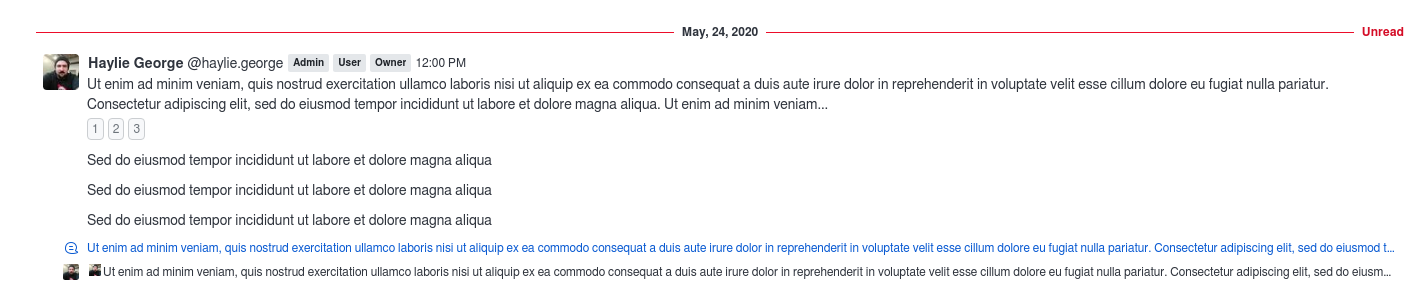 May, 24, 2020 Unread
Haylie George @haylie.george Admin User Owner 12:00 PM
Ut enim ad minim veniam, quis nostrud exercitation ullamco laboris nisi ut aliquip ex ea commodo consequat a duis aute irure dolor in reprehenderit in voluptate velit esse cillum dolore eu fugiat nulla pariatur.
Consectetur adipiscing elit, sed do eiusmod tempor incididunt ut labore et dolore magna aliqua. Ut enim ad minim veniam...
1 2 3
Sed do eiusmod tempor incididunt ut labore et dolore magna aliqua
Sed do eiusmod tempor incididunt ut labore et dolore magna aliqua
Sed do eiusmod tempor incididunt ut labore et dolore magna aliqua
Ut enim ad minim veniam, quis nostrud exercitation ullamco laboris nisi ut aliquip ex ea commodo consequat a duis aute irure dolor in reprehenderit in voluptate velit esse cillum dolore eu fugiat nulla pariatur. Consectetur adipiscing elit, sed do eiusmod t...
Ut enim ad minim veniam, quis nostrud exercitation ullamco laboris nisi ut aliquip ex ea commodo consequat a duis aute irure dolor in reprehenderit in voluptate velit esse cillum dolore eu fugiat nulla pariatur. Consectetur adipiscing elit, sed do eiusm...